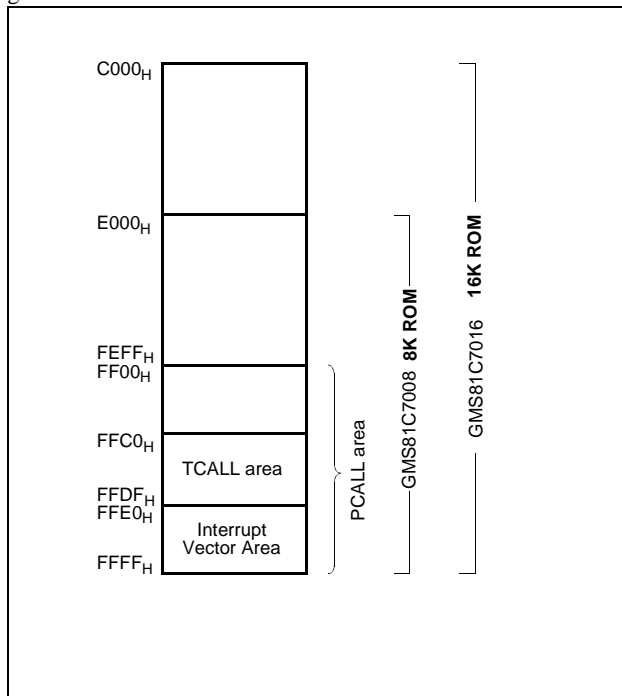 C000H
E000H
FEFFH
FF00H
FFC0H
TCALL area
FFDFH
FFE0H
Interrupt
Vector Area
FFFFH
PCALL area
GMS81C7008 8K ROM
GMS81C7016 16K ROM